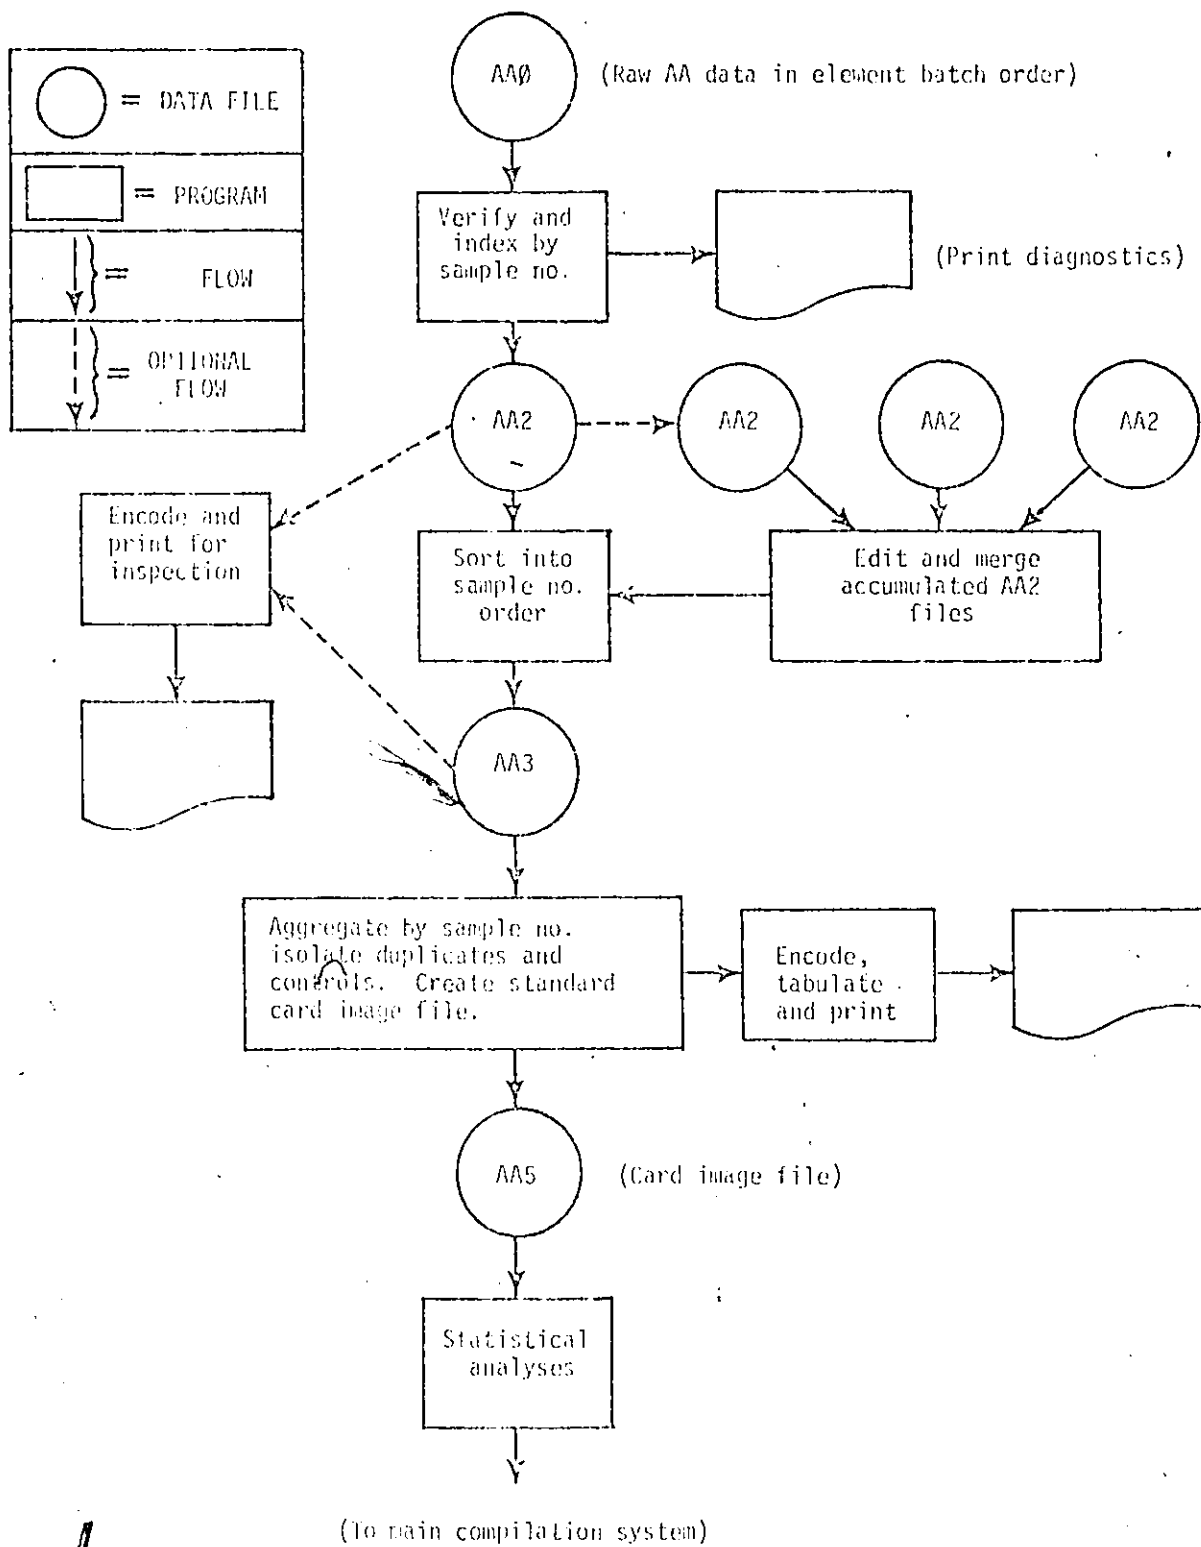 = DATA FILE
= PROGRAM
= FLOW
= OPTIONAL
FLOW
AAØ
(Raw AA data in element batch order)
Verify and
index by
sample no.
(Print diagnostics)
AA2
AA2
AA2
AA2
Encode and
print for
inspection
Sort into
sample no.
order
Edit and merge
accumulated AA2
files
AA3
Aggregate by sample no.
isolate duplicates and
controls. Create standard
card image file.
Encode,
tabulate
and print
AA5
(Card image file)
Statistical
analyses
(To main compilation system)